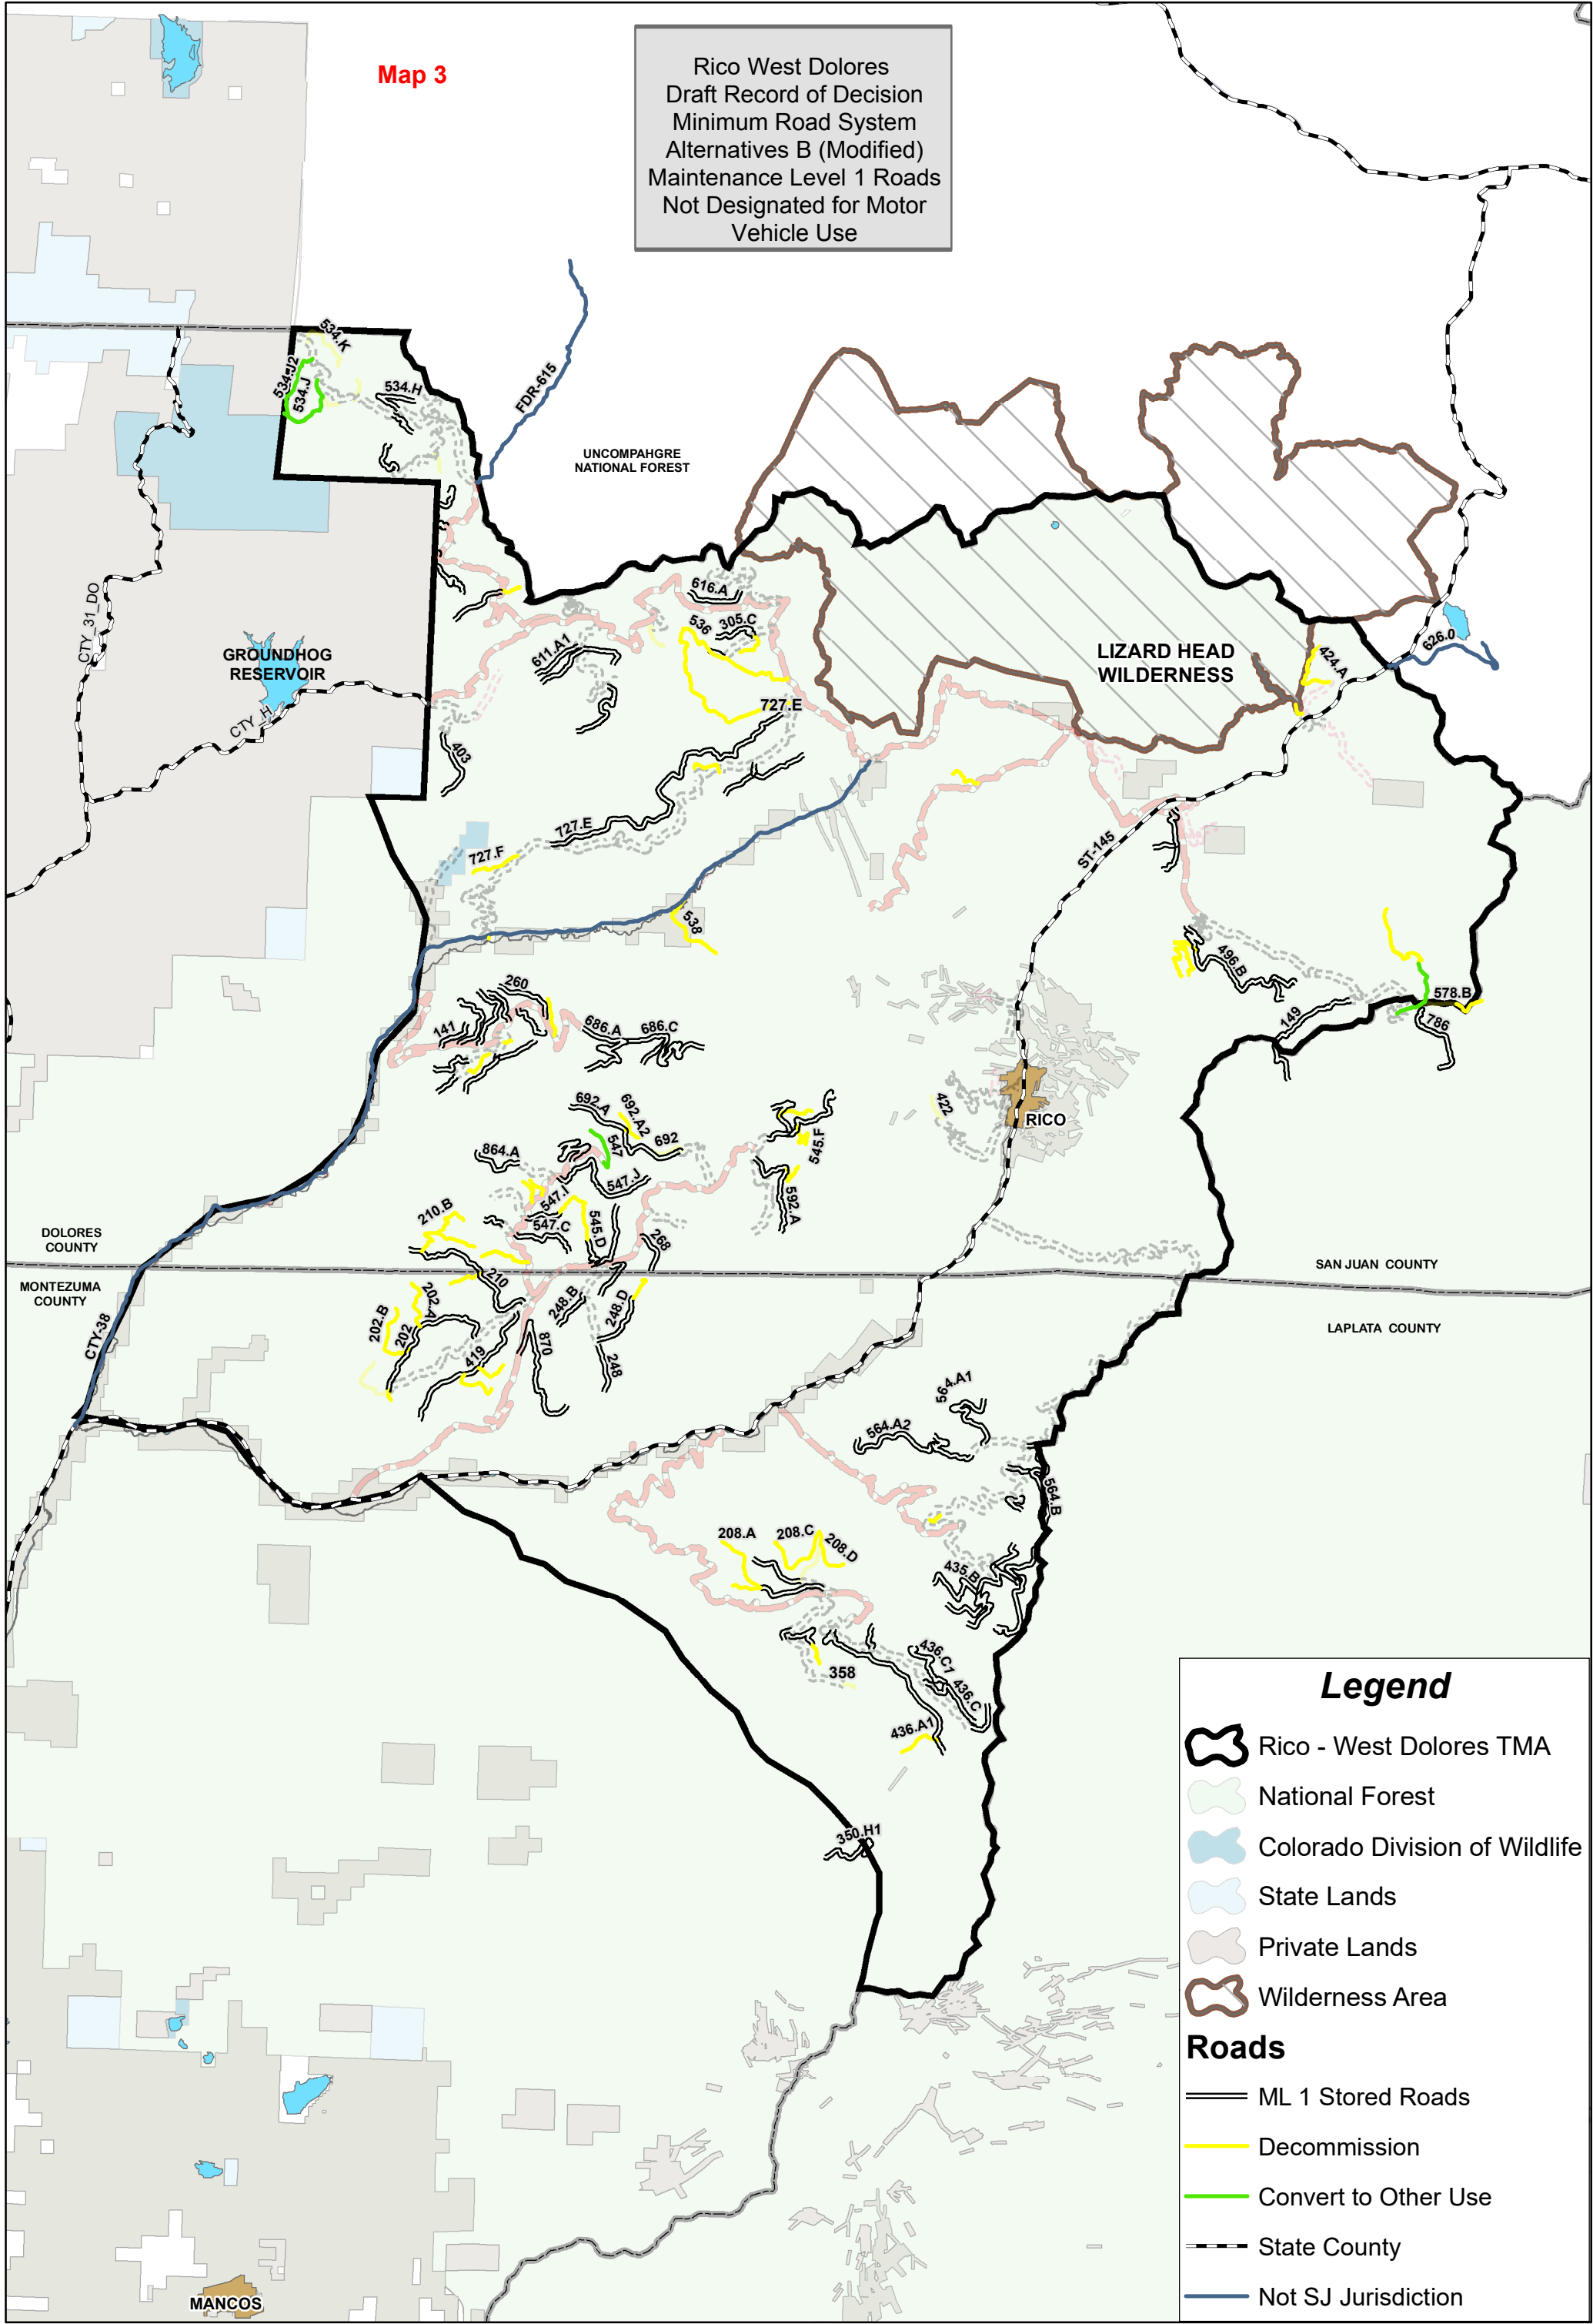 Map 3
Rico West Dolores
Draft Record of Decision
Minimum Road System
Alternatives B (Modified)
Maintenance Level 1 Roads
Not Designated for Motor
Vehicle Use
534.K
534.J2
534.J
534.H
FDR-615
UNCOMPAHGRE
NATIONAL FOREST
CTY_31_DO
GROUNDHOG
RESERVOIR
CTY_H
616.A
536
305.C
611.A1
LIZARD HEAD
WILDERNESS
424.A
626.0
727.E
403
727.E
727.F
ST-145
538
496.B
578.B
149
786
260
141
686.A
686.C
692.A
692.A2
692
547
864.A
547.J
547.I
547.C
545.D
545.F
592.A
422
RICO
210.B
268
DOLORES
COUNTY
MONTEZUMA
COUNTY
SAN JUAN COUNTY
LAPLATA COUNTY
CTY-38
210
202.A
202.B
202
248.B
248.D
419
870
248
564.A1
564.A2
564.B
208.A
208.C
208.D
435.B
436.C1
436.C
358
436.A1
350.H1
MANCOS
Legend
Rico - West Dolores TMA
National Forest
Colorado Division of Wildlife
State Lands
Private Lands
Wilderness Area
Roads
ML 1 Stored Roads
Decommission
Convert to Other Use
State County
Not SJ Jurisdiction